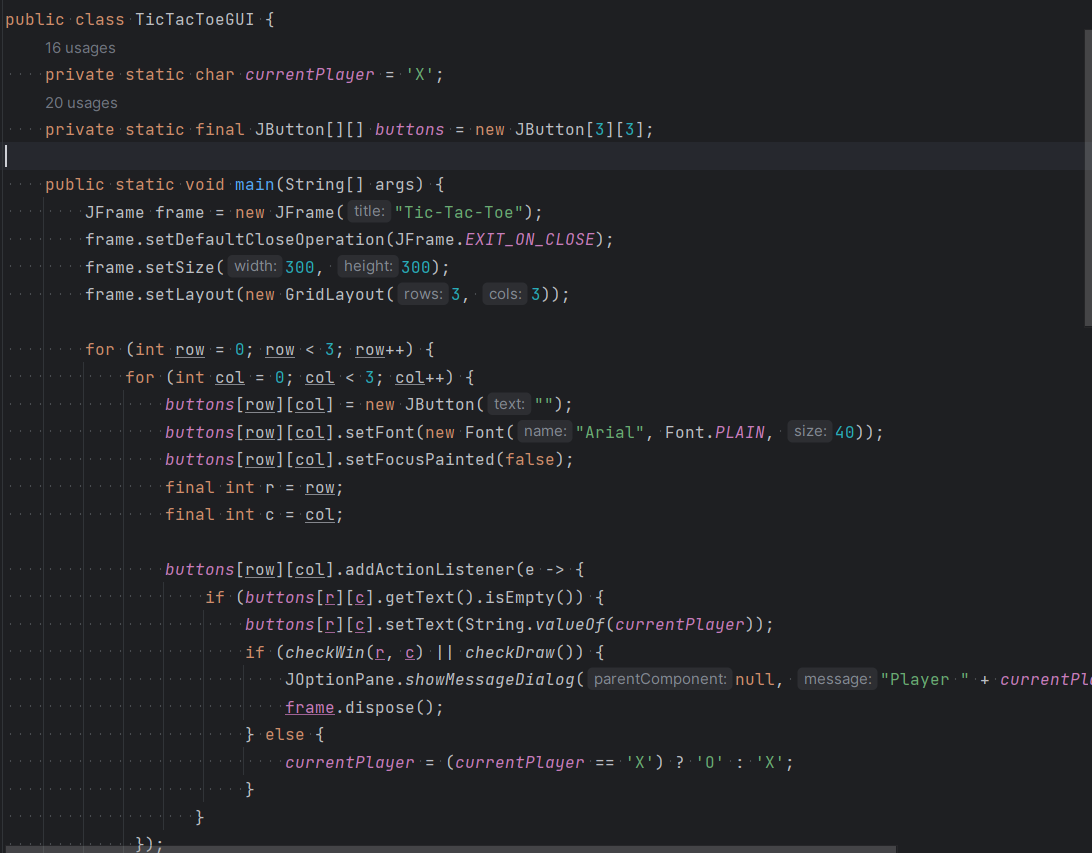 public class TicTacToeGUI {
16 usages
private static char currentPlayer = 'X';
20 usages
private static final JButton[][] buttons = new JButton[3][3];
public static void main(String[] args) {
JFrame frame = new JFrame( title: "Tic-Tac-Toe");
frame.setDefaultCloseOperation(JFrame.EXIT_ON_CLOSE);
frame.setSize( width: 300, height: 300);
frame.setLayout(new GridLayout( rows: 3, cols: 3));
for (int row = 0; row < 3; row++) {
for (int col = 0; col < 3; col++) {
buttons[row][col] = new JButton( text: "");
buttons[row][col].setFont(new Font( name: "Arial", Font.PLAIN, size: 40));
buttons[row][col].setFocusPainted(false);
final int r = row;
final int c = col;
buttons[row][col].addActionListener(e -> {
if (buttons[r][c].getText().isEmpty()) {
buttons[r][c].setText(String.valueOf(currentPlayer));
if (checkWin(r, c) || checkDraw()) {
JOptionPane.showMessageDialog( parentComponent: null, message: "Player " +
frame.dispose();
} else {
currentPlayer = (currentPlayer == 'X') ? 'O' : 'X';
}
}
});